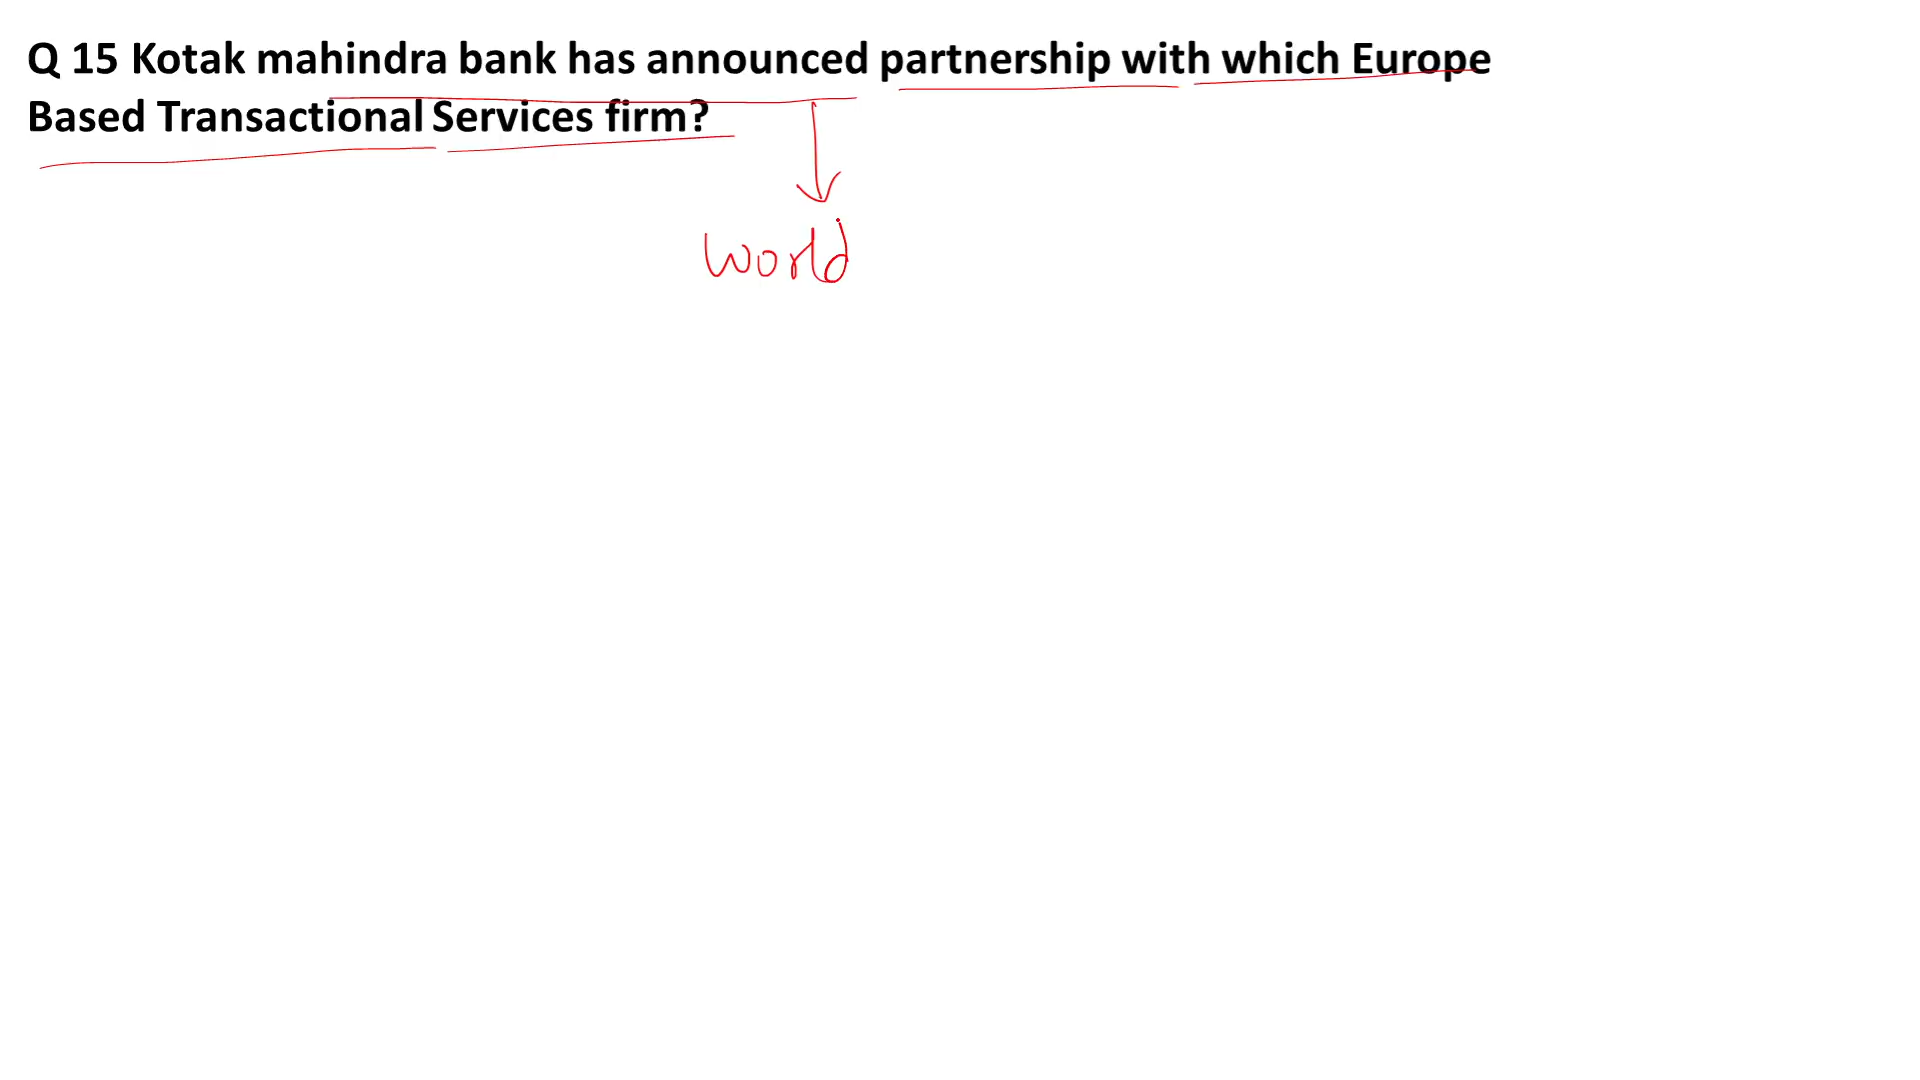 Q 15 Kotak mahindra bank has announced partnership with which Europe
Based Transactional Services firm?
World